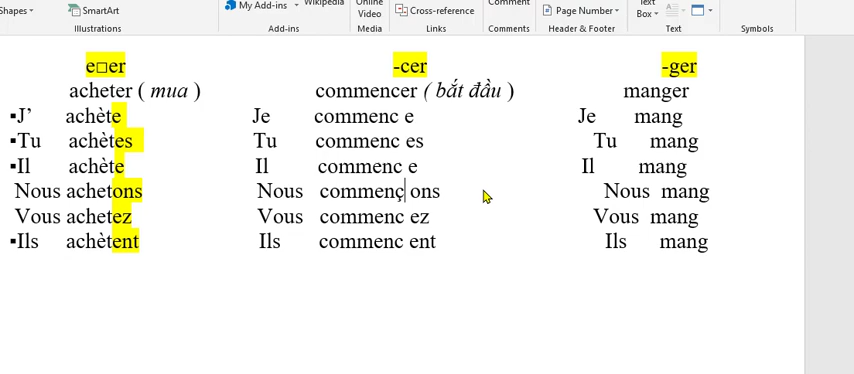 Shapes SmartArt My Add-ins Wikipedia Online Video Cross-reference Comment Page Number Text Box
Illustrations Add-ins Media Links Comments Header & Footer Text Symbols
e□er -cer -ger
acheter ( mua ) commencer ( bắt đầu ) manger
▪J’ achète Je commenc e Je mang
▪Tu achètes Tu commenc es Tu mang
▪Il achète Il commenc e Il mang
Nous achetons Nous commenç ons Nous mang
Vous achetez Vous commenc ez Vous mang
▪Ils achètent Ils commenc ent Ils mang